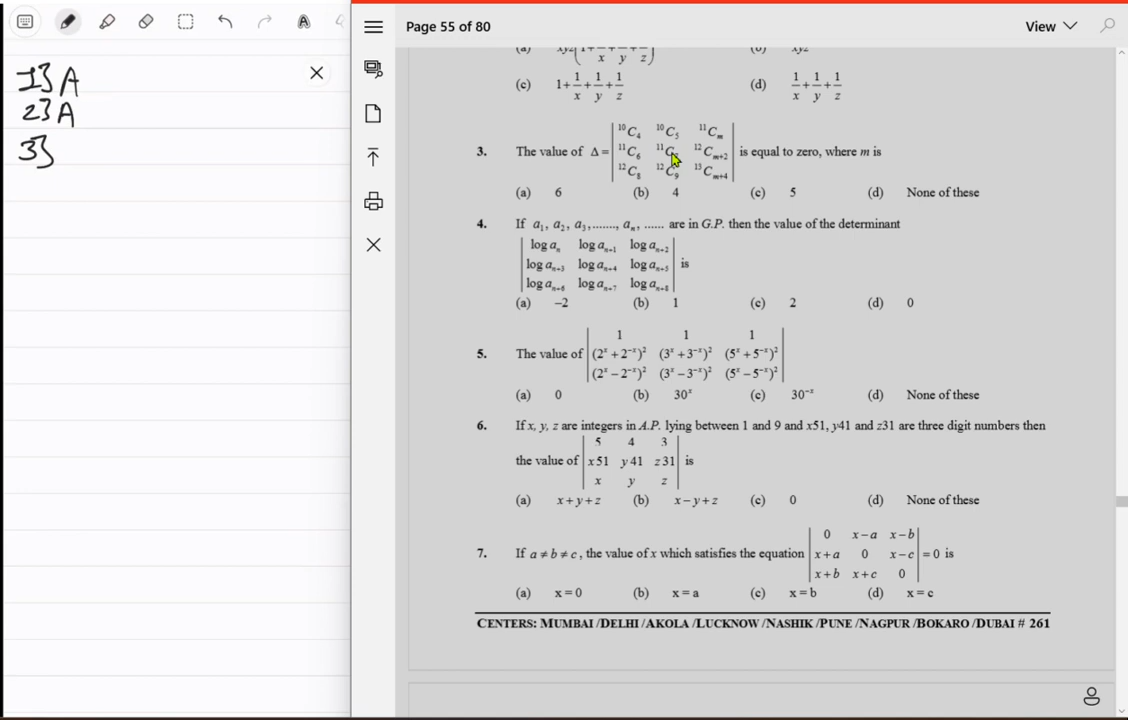 Page 55 of 80
View
1} A
2} A
3}
(a) xyz(1+1/x+1/y+1/z) (b) xyz
(c) 1+1/x+1/y+1/z (d) 1/x+1/y+1/z
3. The value of Δ = | ¹⁰C₄ ¹⁰C₅ ¹¹Cₘ |
| ¹¹C₆ ¹¹C ¹²Cₘ₊₂ | is equal to zero, where m is
| ¹²C₈ ¹²C₉ ¹³Cₘ₊₄ |
(a) 6 (b) 4 (c) 5 (d) None of these
4. If a₁, a₂, a₃,......., aₙ, ...... are in G.P. then the value of the determinant
| log aₙ log aₙ₊₁ log aₙ₊₂ |
| log aₙ₊₃ log aₙ₊₄ log aₙ₊₅ | is
| log aₙ₊₆ log aₙ₊₇ log aₙ₊₈ |
(a) −2 (b) 1 (c) 2 (d) 0
| 1 1 1 |
5. The value of | (2ˣ+2⁻ˣ)² (3ˣ+3⁻ˣ)² (5ˣ+5⁻ˣ)² |
| (2ˣ−2⁻ˣ)² (3ˣ−3⁻ˣ)² (5ˣ−5⁻ˣ)² |
(a) 0 (b) 30ˣ (c) 30⁻ˣ (d) None of these
6. If x, y, z are integers in A.P. lying between 1 and 9 and x51, y41 and z31 are three digit numbers then
| 5 4 3 |
the value of | x51 y41 z31 | is
| x y z |
(a) x+y+z (b) x−y+z (c) 0 (d) None of these
| 0 x−a x−b |
7. If a ≠ b ≠ c, the value of x which satisfies the equation | x+a 0 x−c | = 0 is
| x+b x+c 0 |
(a) x = 0 (b) x = a (c) x = b (d) x = c
CENTERS: MUMBAI /DELHI /AKOLA /LUCKNOW /NASHIK /PUNE /NAGPUR /BOKARO /DUBAI # 261